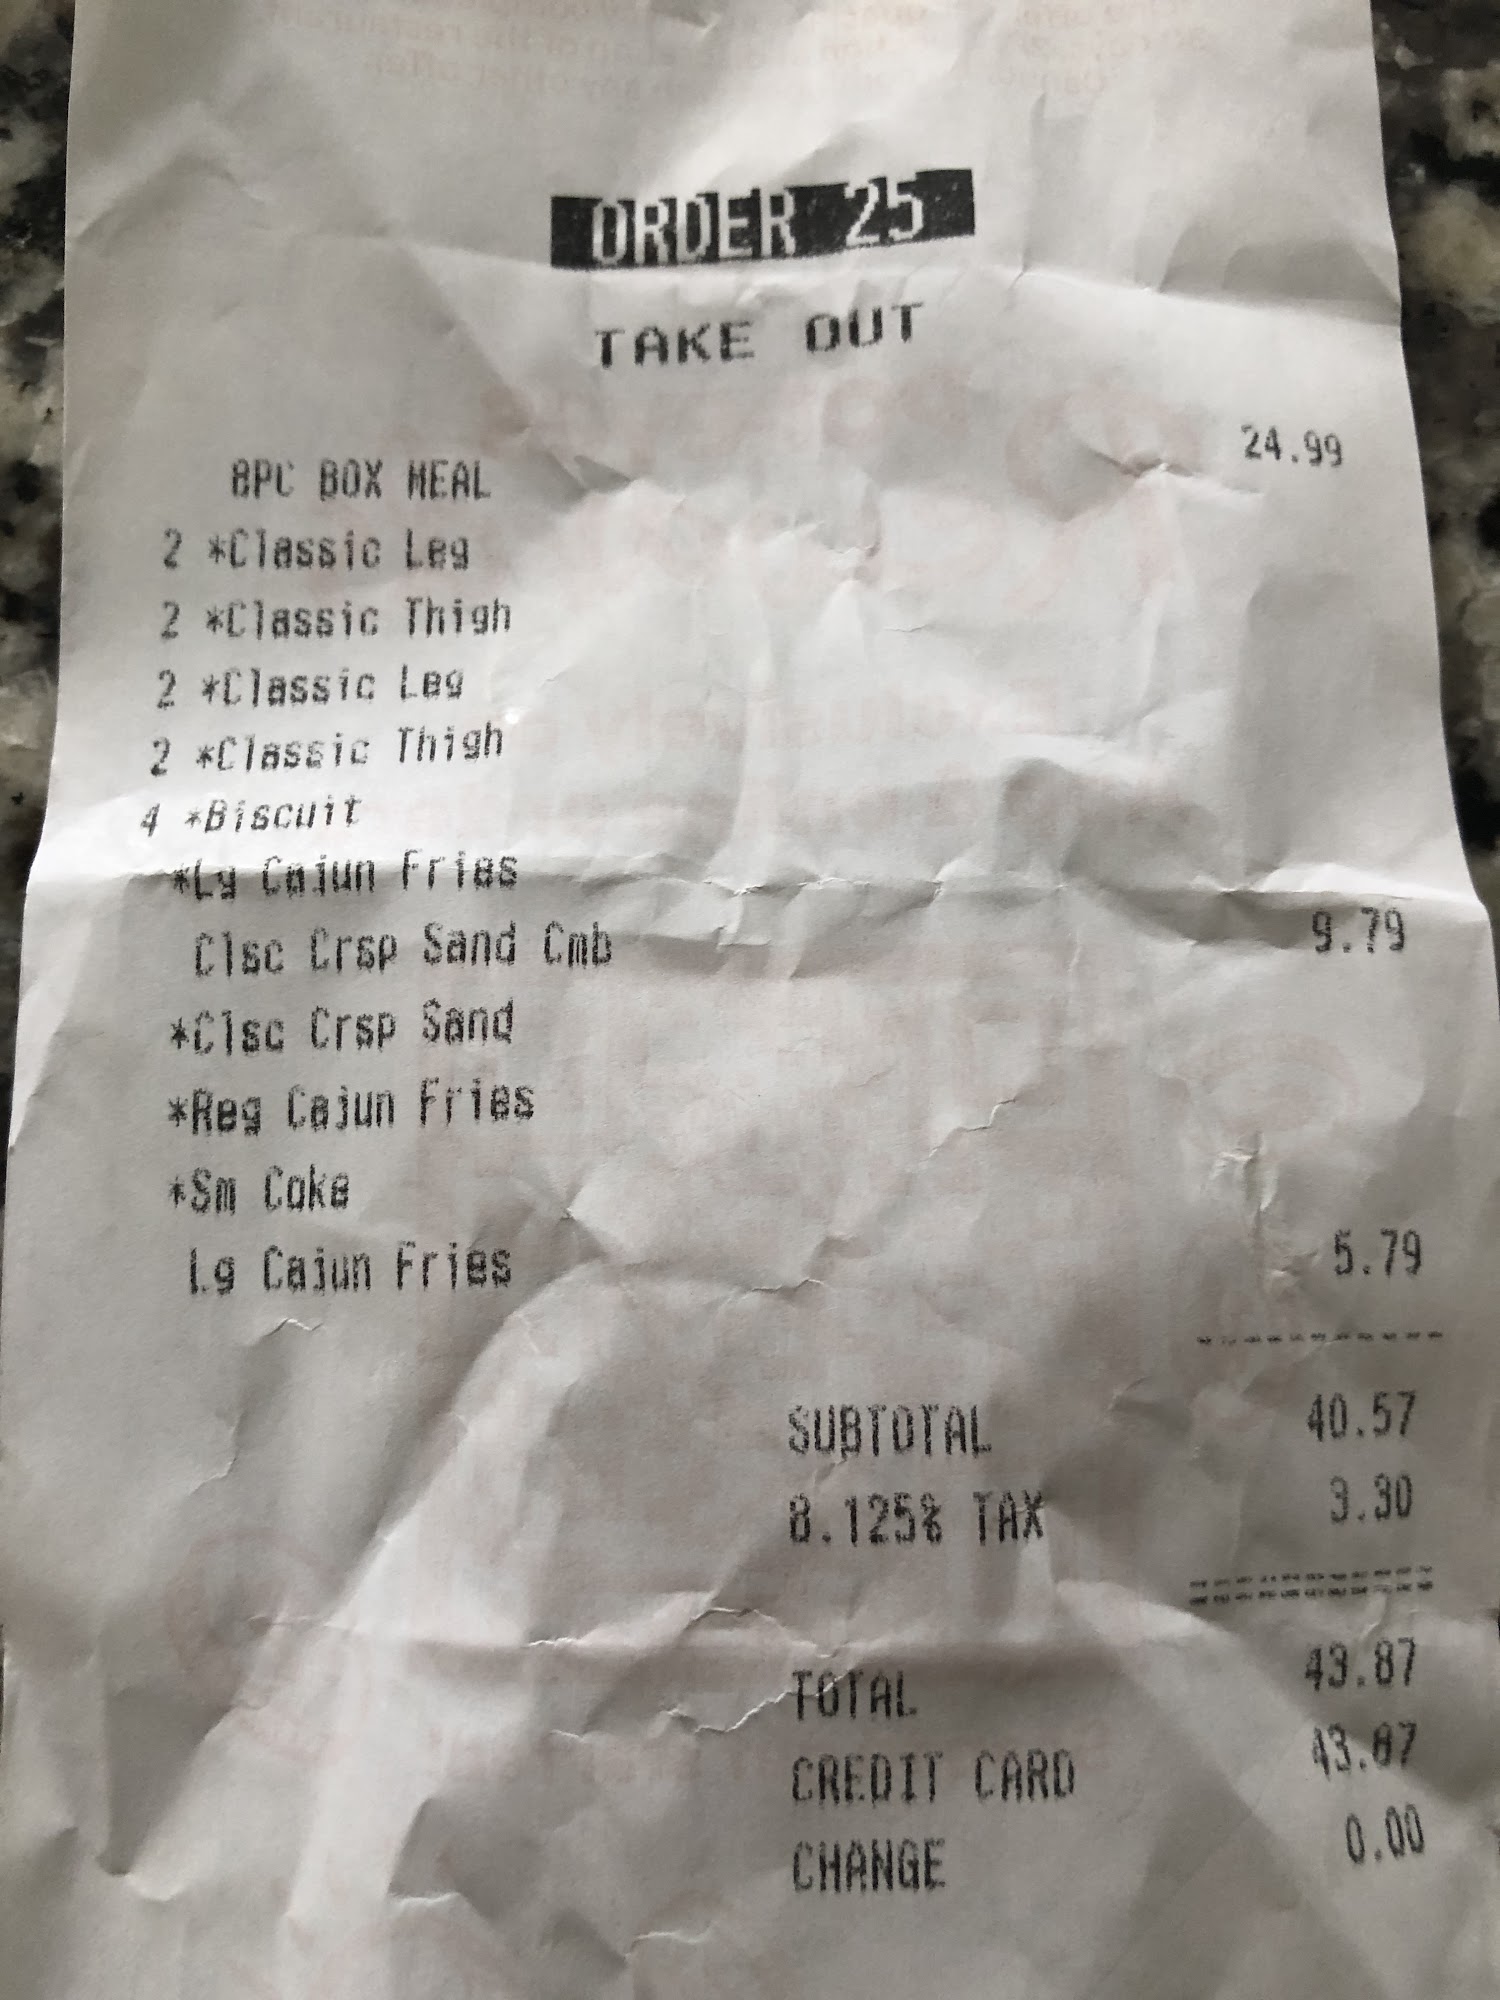 ORDER 25
TAKE OUT
8PC BOX MEAL 24.99
2 *Classic Leg
2 *Classic Thigh
2 *Classic Leg
2 *Classic Thigh
4 *Biscuit
*Lg Cajun Fries
Clsc Crsp Sand Cmb 9.79
*Clsc Crsp Sand
*Reg Cajun Fries
*Sm Coke
Lg Cajun Fries 5.79
SUBTOTAL 40.57
8.125% TAX 3.30
TOTAL 43.87
CREDIT CARD 43.87
CHANGE 0.00